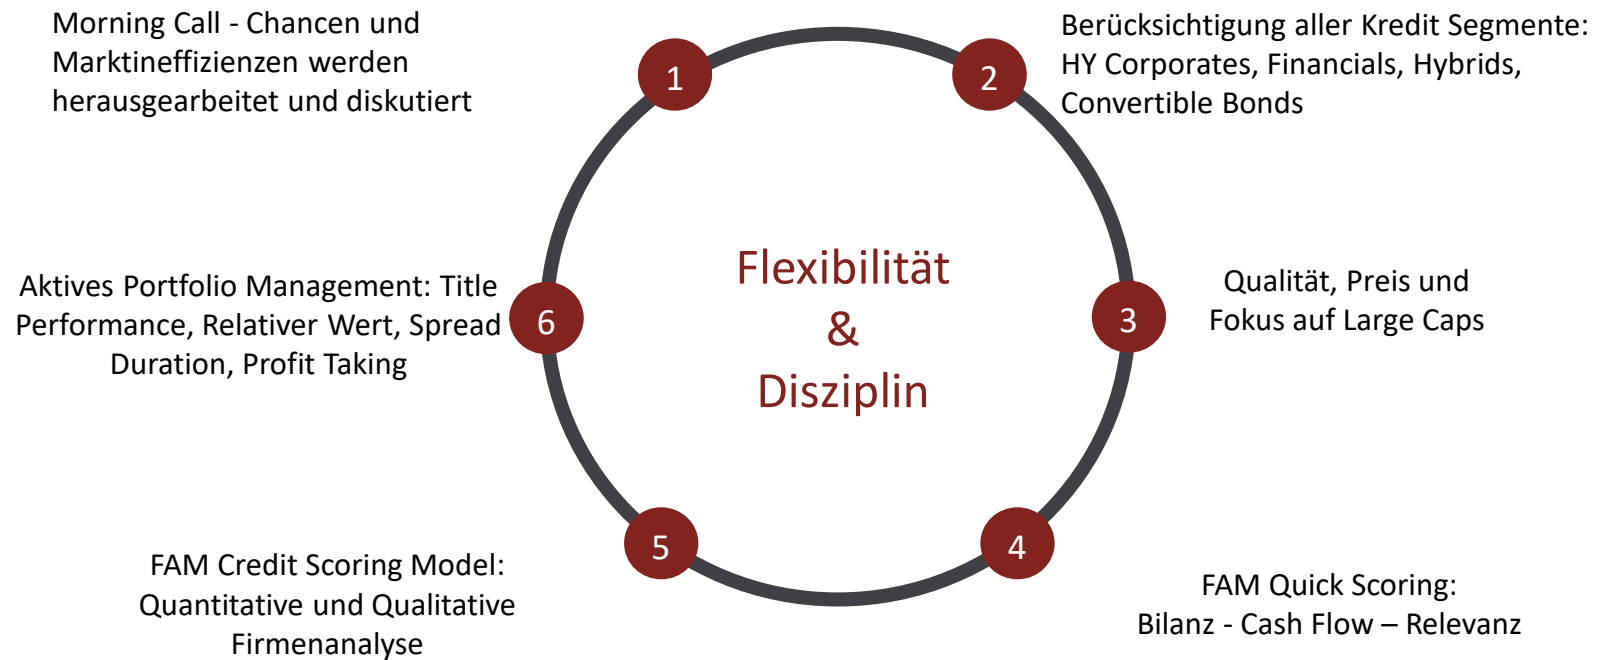 Morning Call - Chancen und
Marktineffizienzen werden
herausgearbeitet und diskutiert
1
2
Berücksichtigung aller Kredit Segmente:
HY Corporates, Financials, Hybrids,
Convertible Bonds
Flexibilität
&
Disziplin
3
Qualität, Preis und
Fokus auf Large Caps
4
FAM Quick Scoring:
Bilanz - Cash Flow – Relevanz
5
FAM Credit Scoring Model:
Quantitative und Qualitative
Firmenanalyse
6
Aktives Portfolio Management: Title
Performance, Relativer Wert, Spread
Duration, Profit Taking